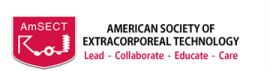 AmSECT
AMERICAN SOCIETY OF
EXTRACORPOREAL TECHNOLOGY
Lead - Collaborate - Educate - Care